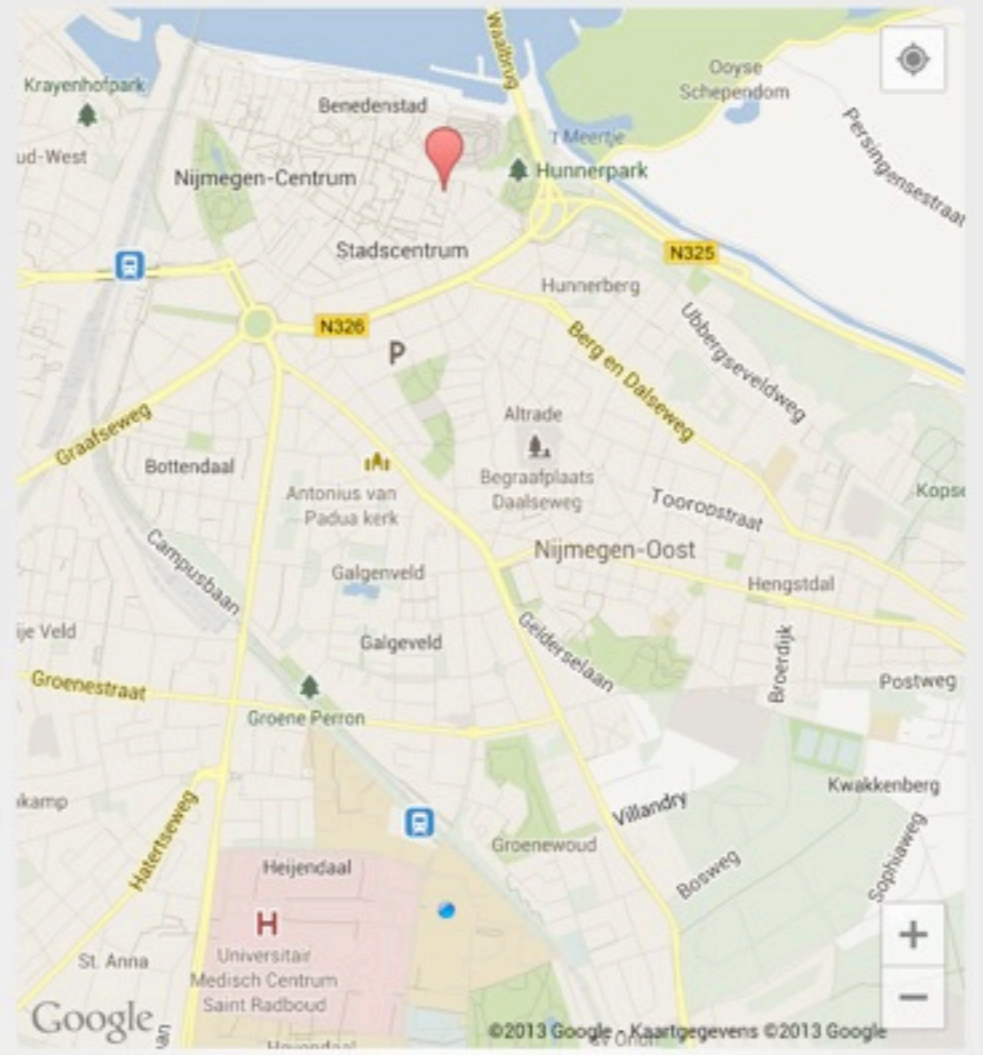 Waalbrug
Ooyse
Schependom
Krayenhofpark
Benedenstad
't Meertje
Persingensestraat
ud-West
Nijmegen-Centrum
Hunnerpark
Stadscentrum
N325
Hunnerberg
N326
Ubbergseveldweg
Berg en Dalseweg
P
Graafseweg
Altrade
Bottendaal
Begraafplaats
Daalseweg
Antonius van
Padua kerk
Kopse
Tooropstraat
Campusbaan
Nijmegen-Oost
Galgenveld
Hengstdal
ije Veld
Galgeveld
Gelderselaan
Broerdijk
Groenestraat
Postweg
Groene Perron
kamp
Kwakkenberg
Villandry
Hatertseweg
Groenewoud
Heijendaal
Bosweg
Sophiaweg
H
Universitair
Medisch Centrum
Saint Radboud
St. Anna
+
−
Google
van
©2013 Google - Kaartgegevens ©2013 Google
Heyendaal